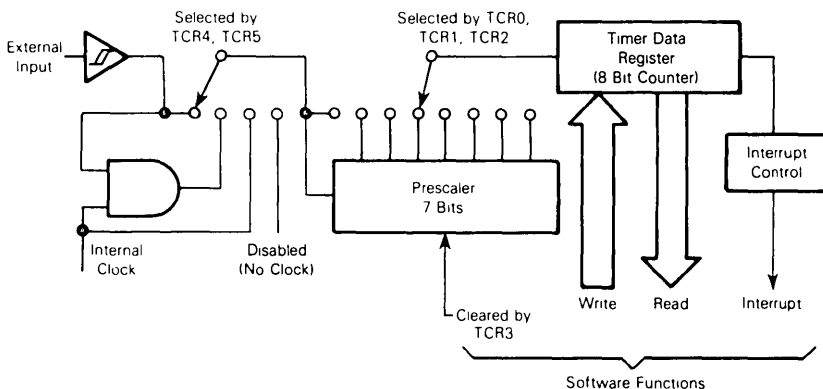 Selected by
TCR4, TCR5
Selected by TCR0,
TCR1, TCR2
Timer Data
Register
(8 Bit Counter)
External
Input
Interrupt
Control
Prescaler
7 Bits
Internal
Clock
Disabled
(No Clock)
Cleared by
TCR3
Write
Read
Interrupt
Software Functions